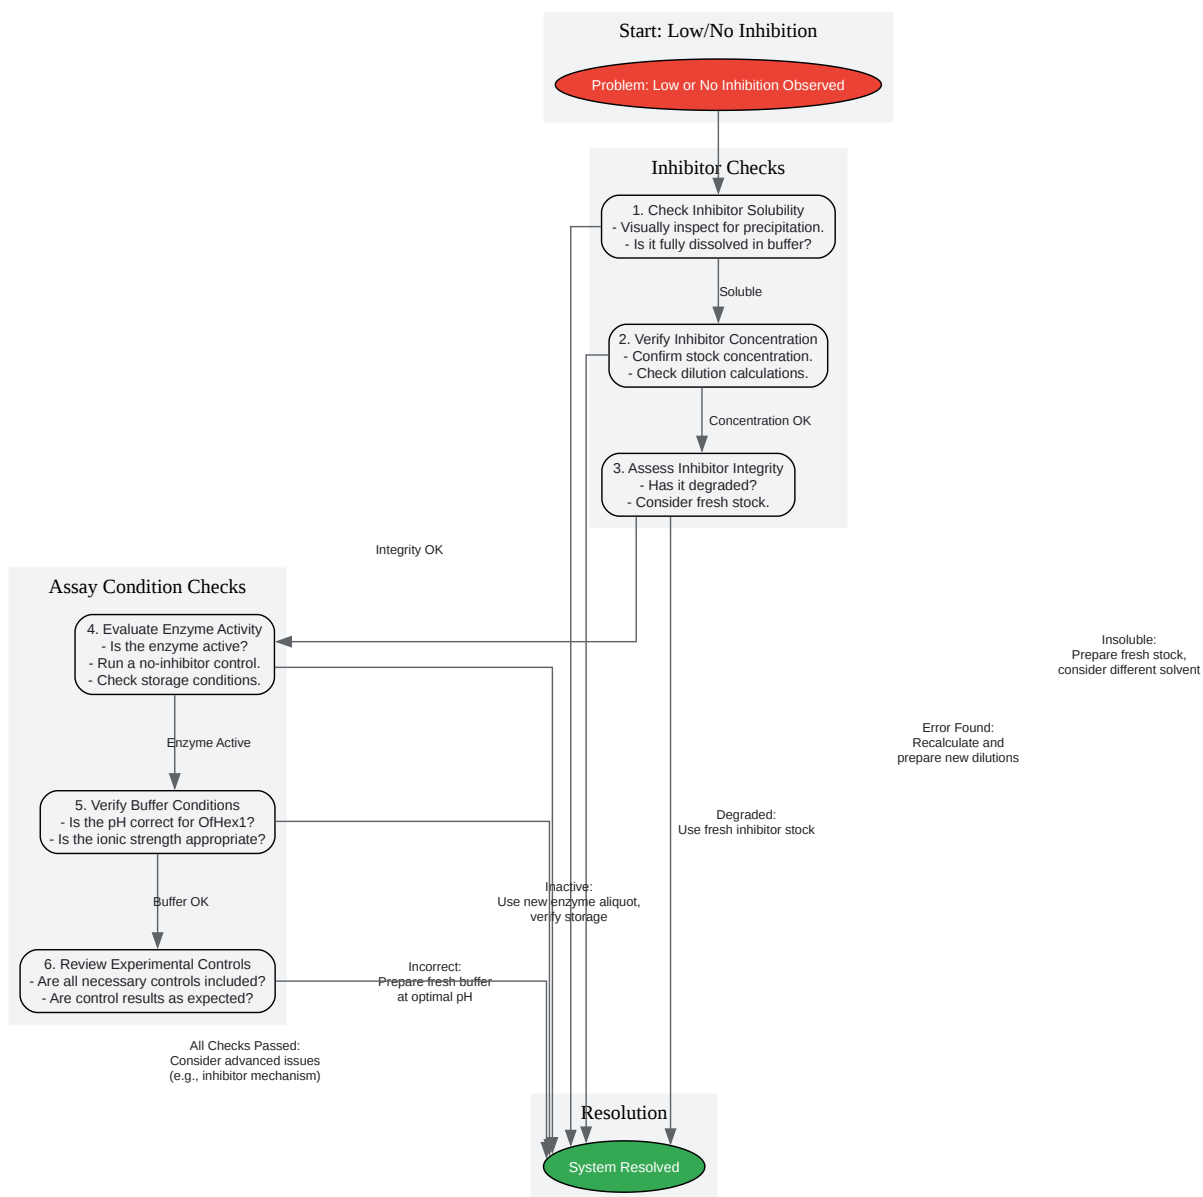 Start: Low/No Inhibition
Problem: Low or No Inhibition Observed
Inhibitor Checks
1. Check Inhibitor Solubility
- Visually inspect for precipitation.
- Is it fully dissolved in buffer?
Soluble
2. Verify Inhibitor Concentration
- Confirm stock concentration.
- Check dilution calculations.
Concentration OK
3. Assess Inhibitor Integrity
- Has it degraded?
- Consider fresh stock.
Integrity OK
Assay Condition Checks
4. Evaluate Enzyme Activity
- Is the enzyme active?
- Run a no-inhibitor control.
- Check storage conditions.
Insoluble:
Prepare fresh stock,
consider different solvent
Error Found:
Recalculate and
prepare new dilutions
Enzyme Active
5. Verify Buffer Conditions
- Is the pH correct for OfHex1?
- Is the ionic strength appropriate?
Degraded:
Use fresh inhibitor stock
Inactive:
Use new enzyme aliquot,
verify storage
Buffer OK
6. Review Experimental Controls
- Are all necessary controls included?
- Are control results as expected?
Incorrect:
Prepare fresh buffer
at optimal pH
All Checks Passed:
Consider advanced issues
(e.g., inhibitor mechanism)
Resolution
System Resolved